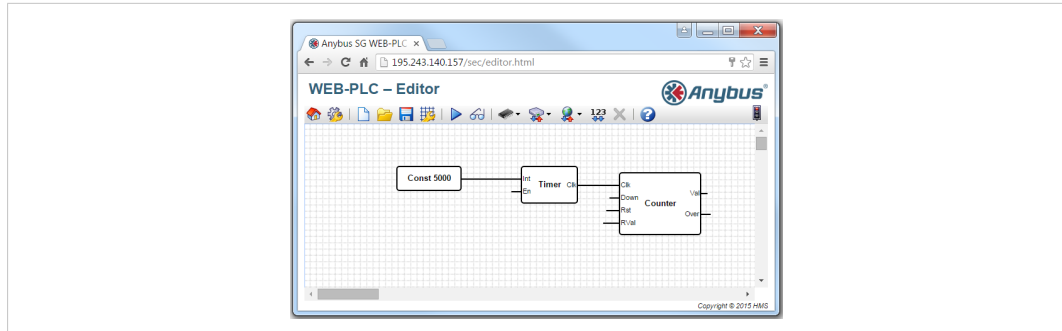 Anybus SG WEB-PLC
195.243.140.157/sec/editor.html
WEB-PLC – Editor
Anybus®
123
Const 5000
Int
En
Timer
Clk
Clk
Down
Rst
RVal
Counter
Val
Over
Copyright © 2015 HMS